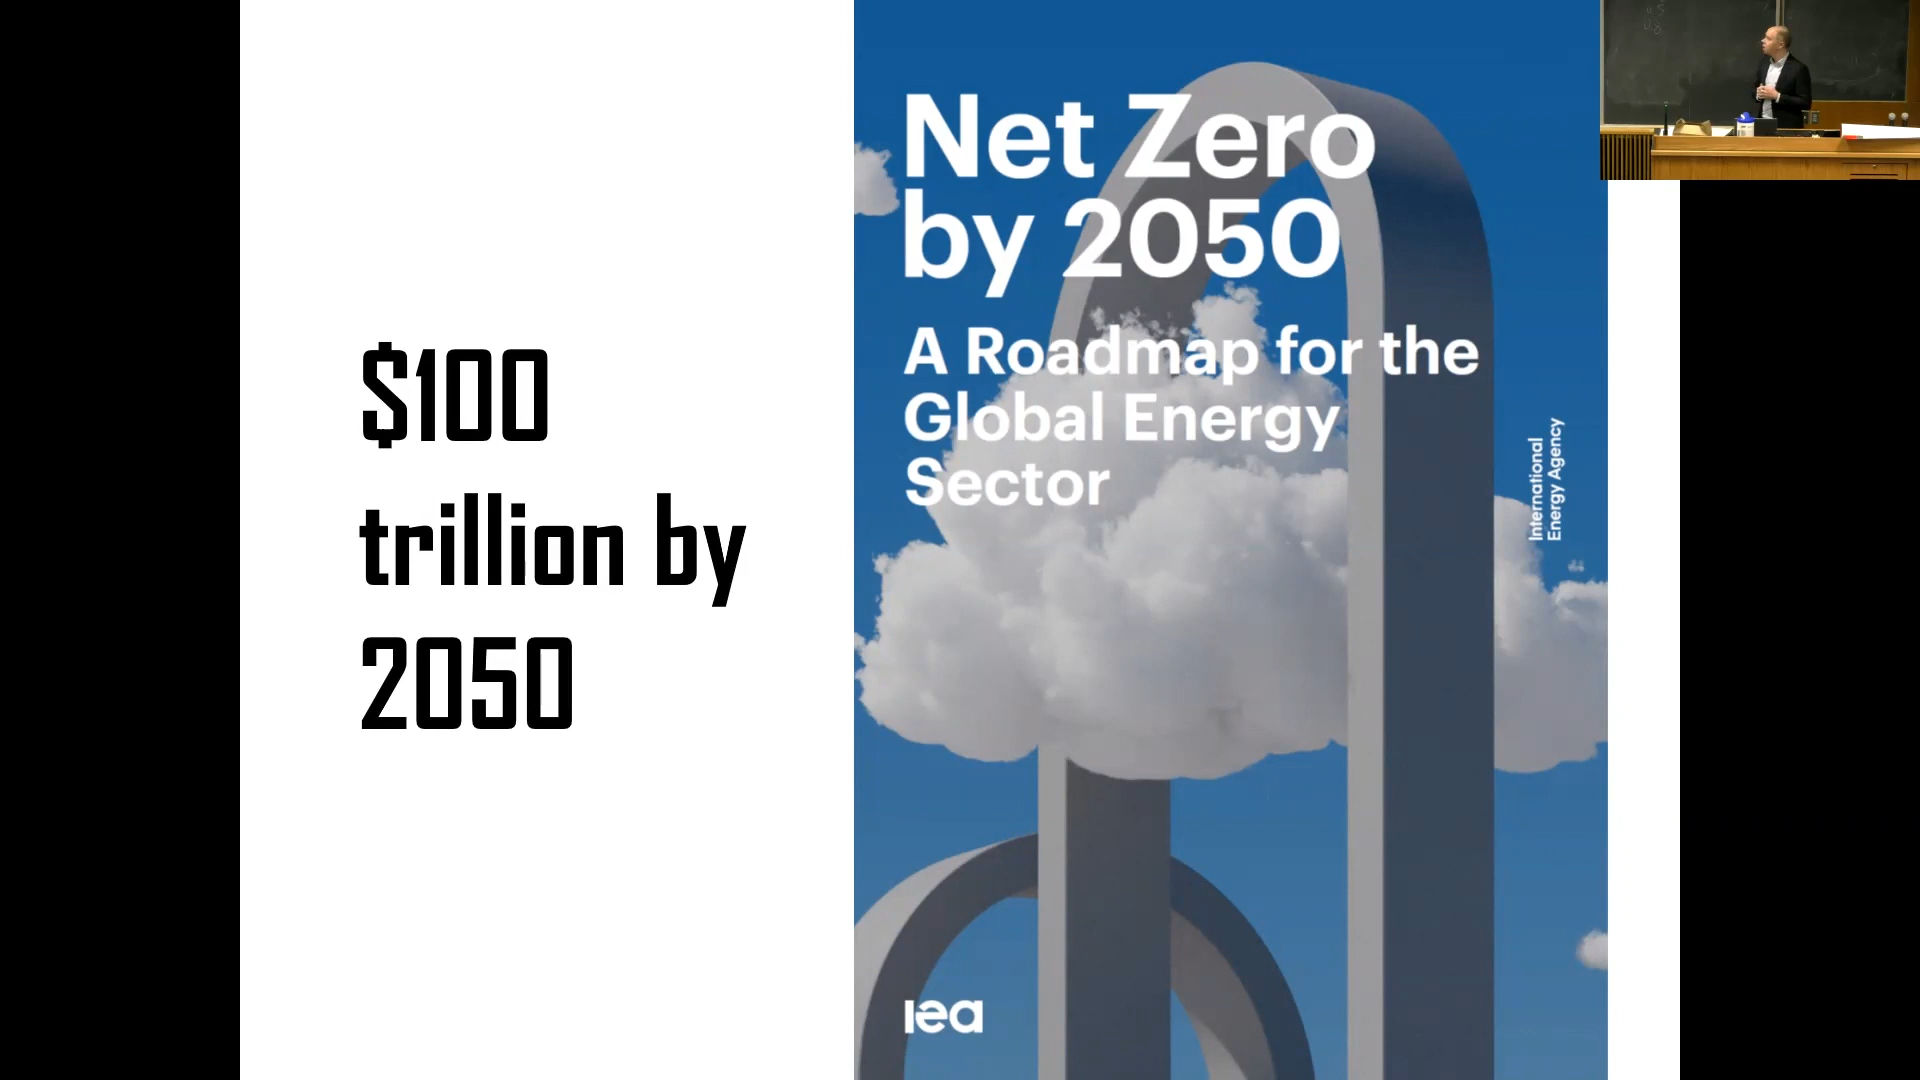 $100
trillion by
2050
Net Zero
by 2050
A Roadmap for the
Global Energy
Sector
International
Energy Agency
iea